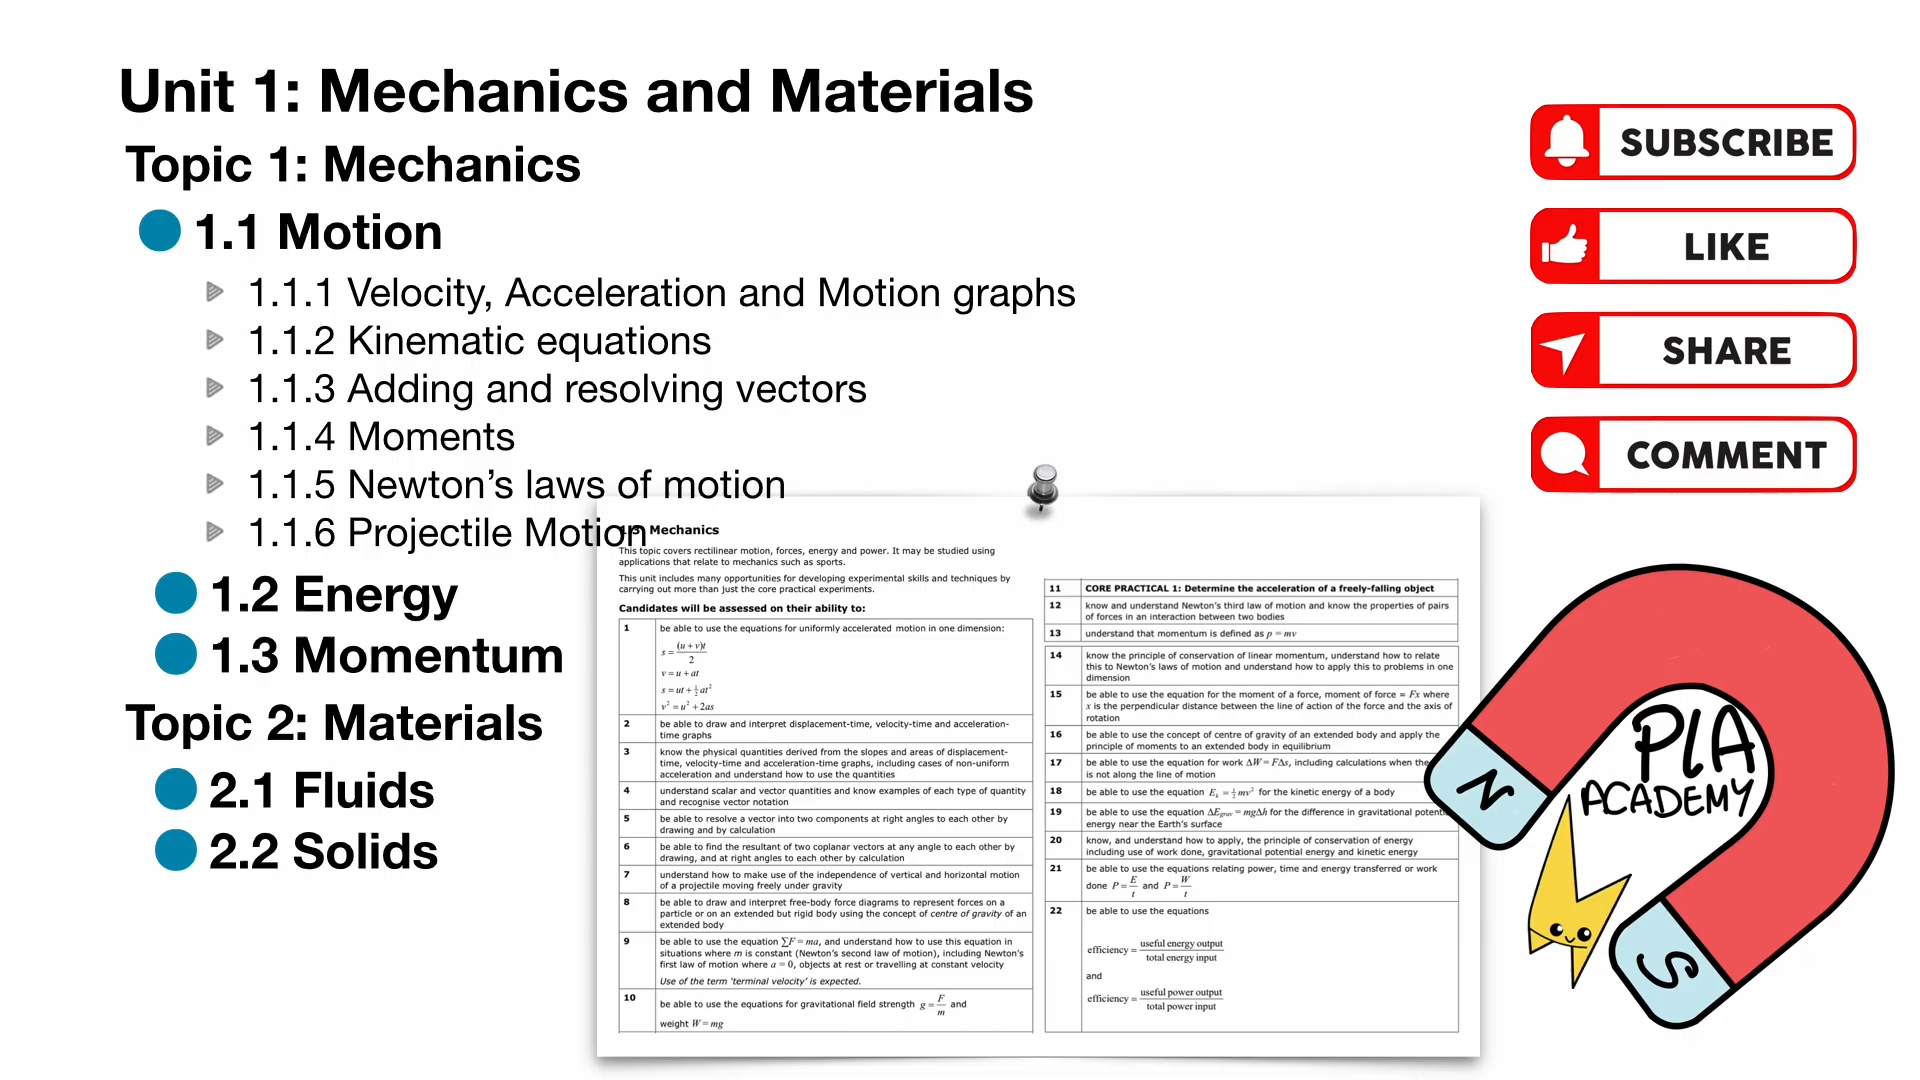 Unit 1: Mechanics and Materials
Topic 1: Mechanics
1.1 Motion
1.1.1 Velocity, Acceleration and Motion graphs
1.1.2 Kinematic equations
1.1.3 Adding and resolving vectors
1.1.4 Moments
1.1.5 Newton's laws of motion
1.1.6 Projectile Motion
1.2 Energy
1.3 Momentum
Topic 2: Materials
2.1 Fluids
2.2 Solids
SUBSCRIBE
LIKE
SHARE
COMMENT
Mechanics
This topic covers rectilinear motion, forces, energy and power. It may be studied using
applications that relate to mechanics such as sports.
This unit includes many opportunities for developing experimental skills and techniques by
carrying out more than just the core practical experiments.
Candidates will be assessed on their ability to:
1 be able to use the equations for uniformly accelerated motion in one dimension:
s = (u + v)t / 2
v = u + at
s = ut + ½ at²
v² = u² + 2as
2 be able to draw and interpret displacement-time, velocity-time and acceleration-
time graphs
3 know the physical quantities derived from the slopes and areas of displacement-
time, velocity-time and acceleration-time graphs, including cases of non-uniform
acceleration and understand how to use the quantities
4 understand scalar and vector quantities and know examples of each type of quantity
and recognise vector notation
5 be able to resolve a vector into two components at right angles to each other by
drawing and by calculation
6 be able to find the resultant of two coplanar vectors at any angle to each other by
drawing, and at right angles to each other by calculation
7 understand how to make use of the independence of vertical and horizontal motion
of a projectile moving freely under gravity
8 be able to draw and interpret free-body force diagrams to represent forces on a
particle or on an extended but rigid body using the concept of centre of gravity of an
extended body
9 be able to use the equation ∑F = ma, and understand how to use this equation in
situations where m is constant (Newton's second law of motion), including Newton's
first law of motion where a = 0, objects at rest or travelling at constant velocity
Use of the term 'terminal velocity' is expected.
10 be able to use the equations for gravitational field strength g = F/m and
weight W = mg
11 CORE PRACTICAL 1: Determine the acceleration of a freely-falling object
12 know and understand Newton's third law of motion and know the properties of pairs
of forces in an interaction between two bodies
13 understand that momentum is defined as p = mv
14 know the principle of conservation of linear momentum, understand how to relate
this to Newton's laws of motion and understand how to apply this to problems in one
dimension
15 be able to use the equation for the moment of a force, moment of force = Fx where
x is the perpendicular distance between the line of action of the force and the axis of
rotation
16 be able to use the concept of centre of gravity of an extended body and apply the
principle of moments to an extended body in equilibrium
17 be able to use the equation for work ΔW = FΔs, including calculations when the
is not along the line of motion
18 be able to use the equation Eₖ = ½ mv² for the kinetic energy of a body
19 be able to use the equation ΔE_grav = mgΔh for the difference in gravitational
energy near the Earth's surface
20 know, and understand how to apply, the principle of conservation of energy
including use of work done, gravitational potential energy and kinetic energy
21 be able to use the equations relating power, time and energy transferred or work
done P = E/t and P = W/t
22 be able to use the equations
efficiency = useful energy output / total energy input
and
efficiency = useful power output / total power input
PLA
ACADEMY
N
S